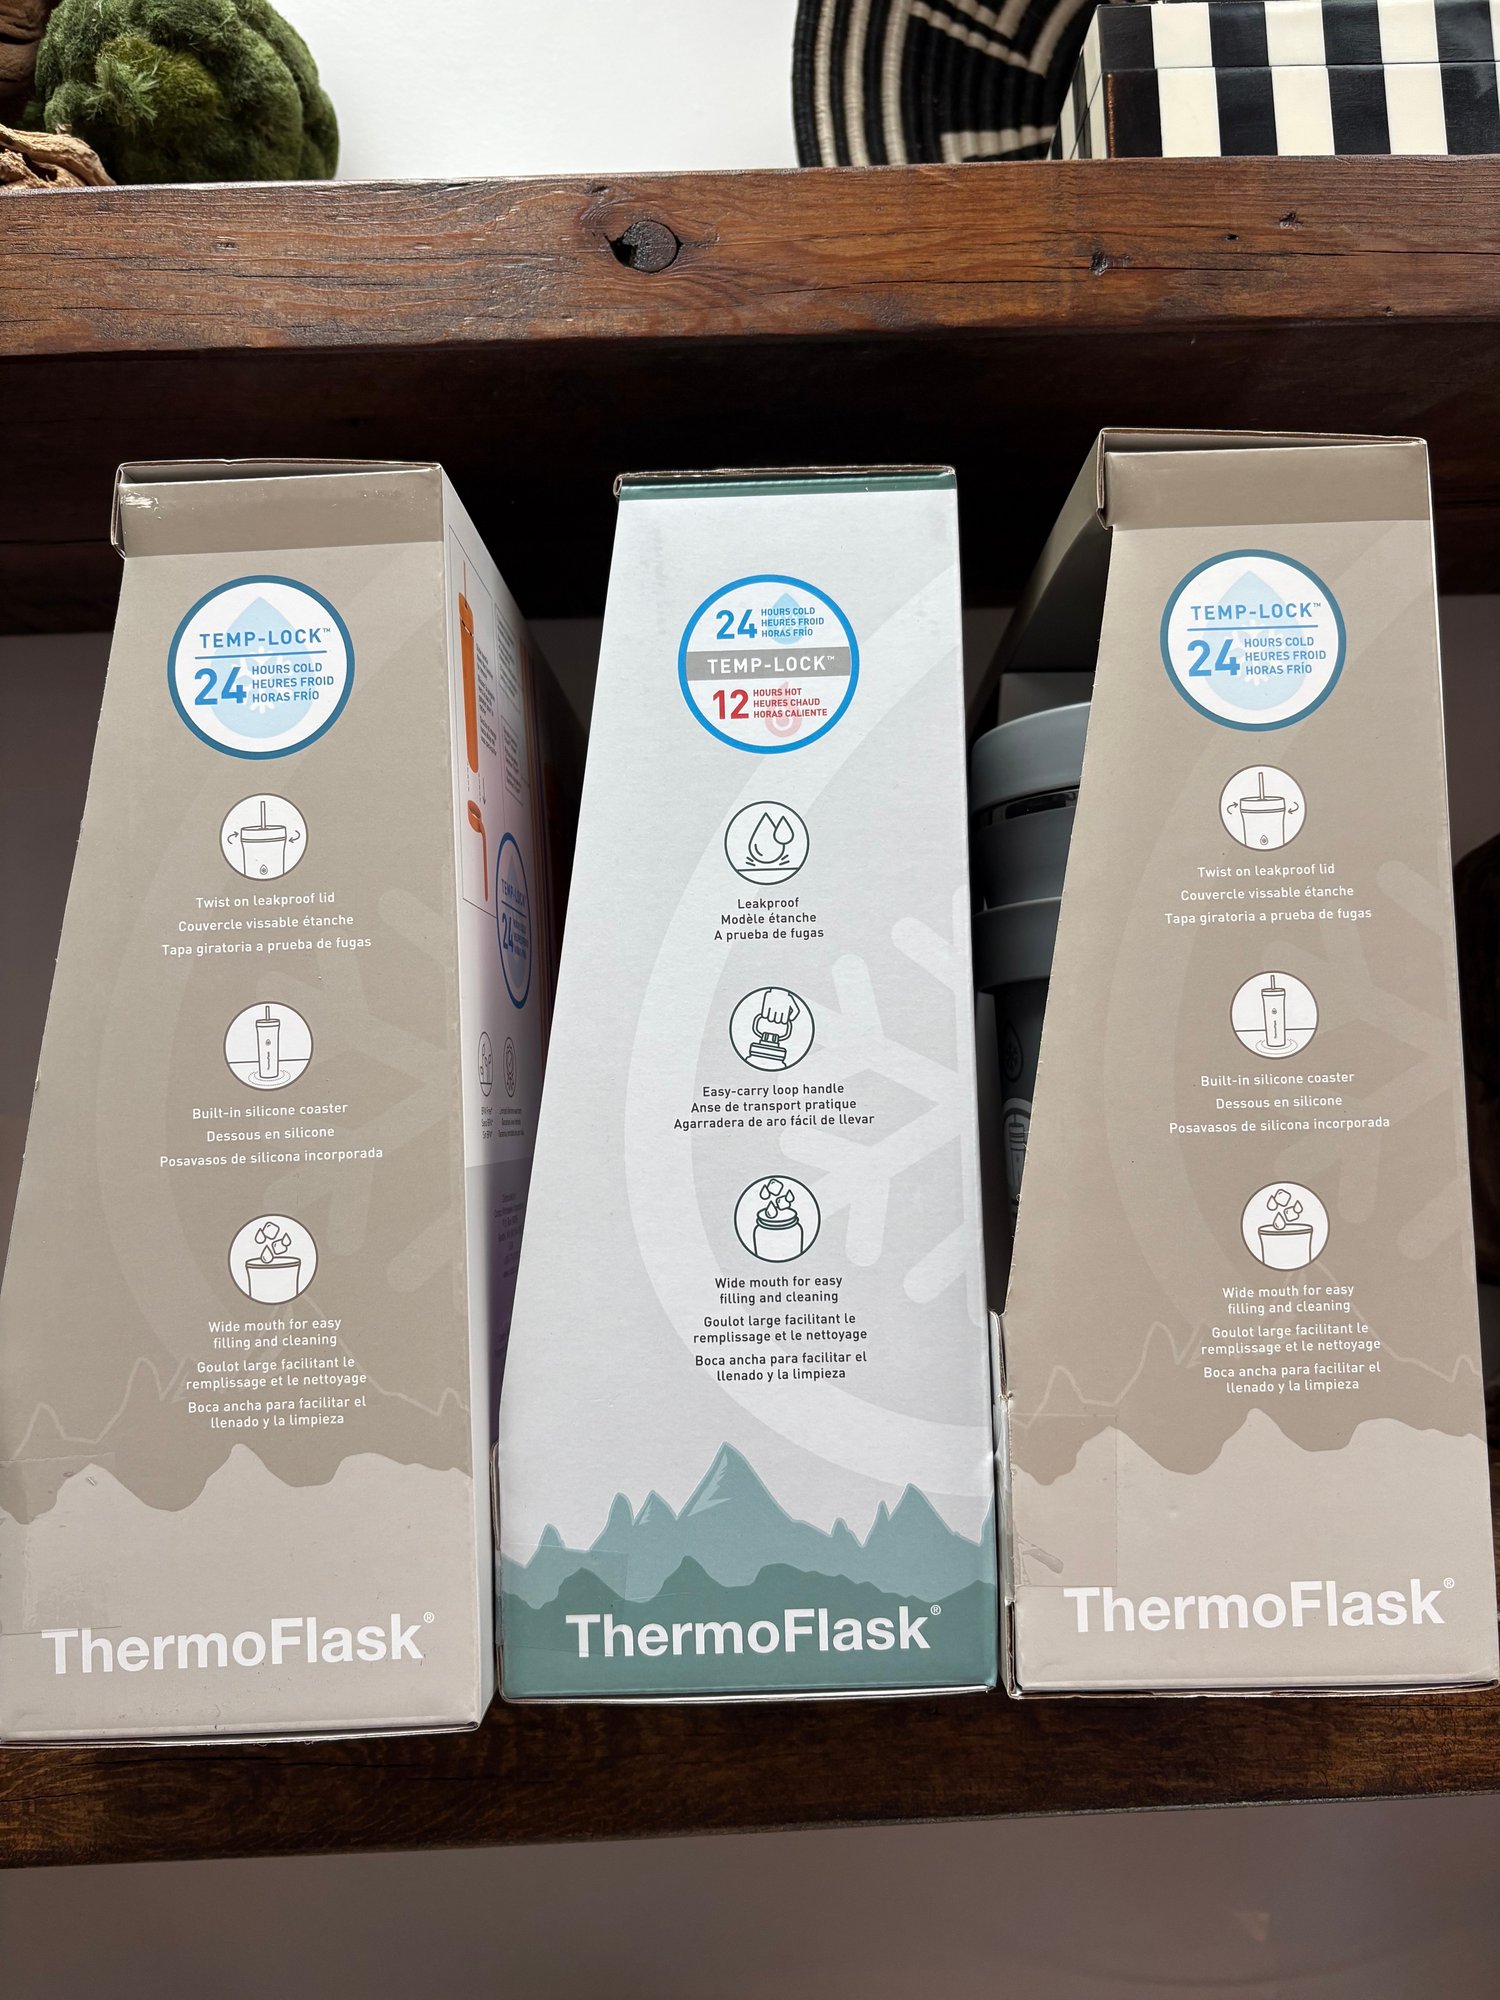 TEMP-LOCK™
24 HOURS COLD
HEURES FROID
HORAS FRÍO
Twist on leakproof lid
Couvercle vissable étanche
Tapa giratoria a prueba de fugas
Built-in silicone coaster
Dessous en silicone
Posavasos de silicona incorporada
Wide mouth for easy
filling and cleaning
Goulot large facilitant le
remplissage et le nettoyage
Boca ancha para facilitar el
llenado y la limpieza
ThermoFlask®
TEMP-LOCK
24
24 HOURS COLD
HEURES FROID
HORAS FRÍO
TEMP-LOCK™
12 HOURS HOT
HEURES CHAUD
HORAS CALIENTE
Leakproof
Modèle étanche
A prueba de fugas
Easy-carry loop handle
Anse de transport pratique
Agarradera de aro fácil de llevar
Wide mouth for easy
filling and cleaning
Goulot large facilitant le
remplissage et le nettoyage
Boca ancha para facilitar el
llenado y la limpieza
ThermoFlask®
TEMP-LOCK™
24 HOURS COLD
HEURES FROID
HORAS FRÍO
Twist on leakproof lid
Couvercle vissable étanche
Tapa giratoria a prueba de fugas
Built-in silicone coaster
Dessous en silicone
Posavasos de silicona incorporada
Wide mouth for easy
filling and cleaning
Goulot large facilitant le
remplissage et le nettoyage
Boca ancha para facilitar el
llenado y la limpieza
ThermoFlask®